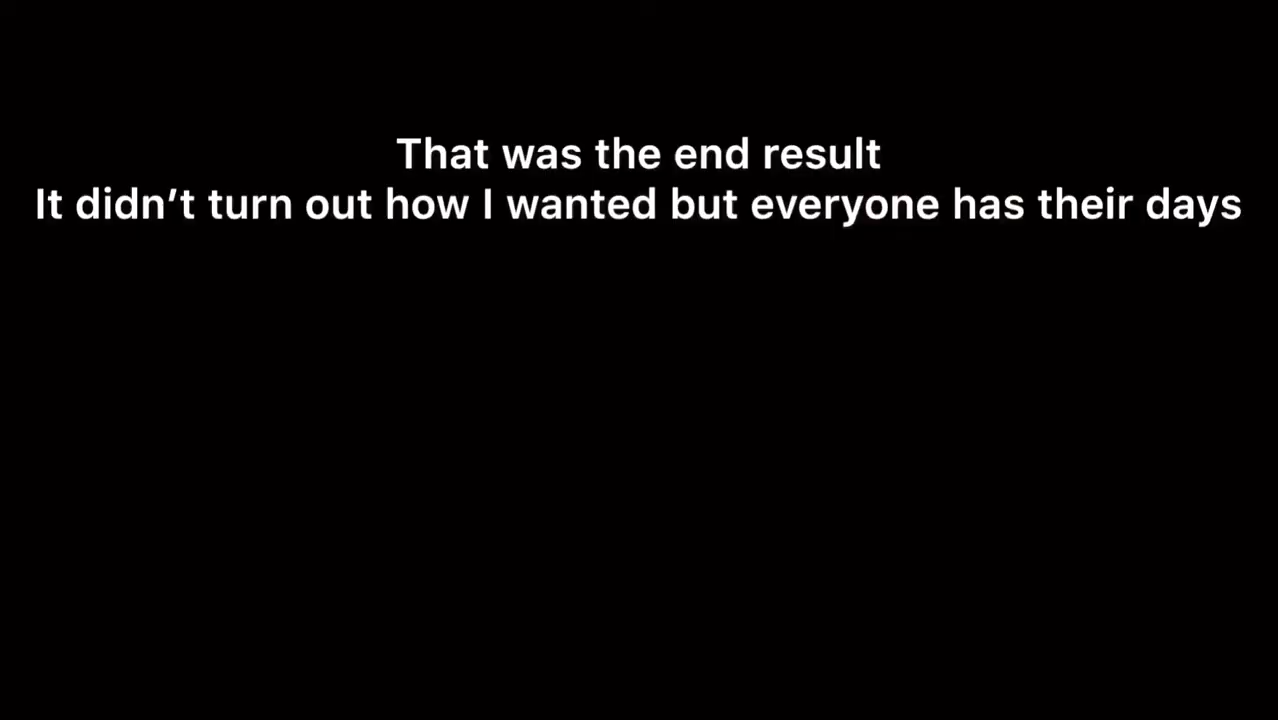 That was the end result
It didn’t turn out how I wanted but everyone has their days